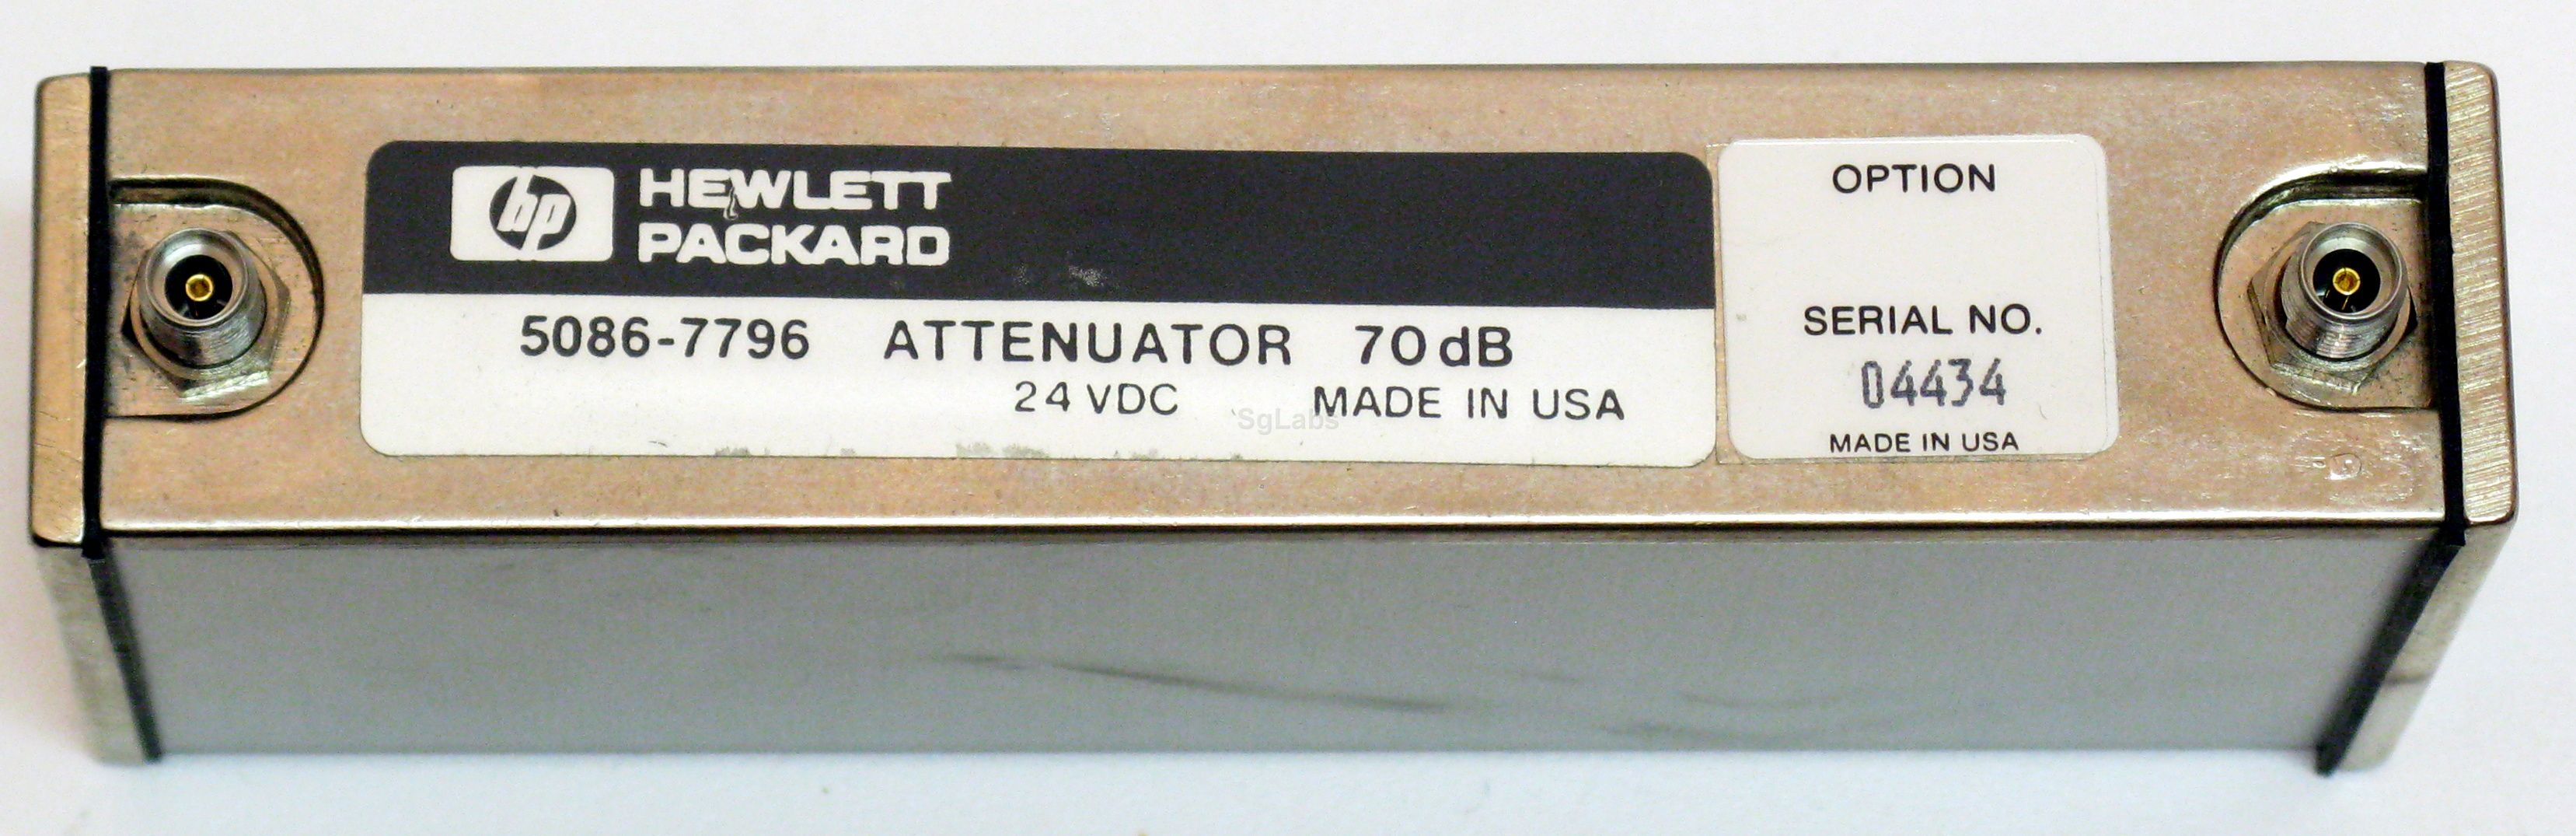 hp HEWLETT
PACKARD
5086-7796 ATTENUATOR 70dB
24 VDC MADE IN USA
SgLabs
OPTION
SERIAL NO.
04434
MADE IN USA